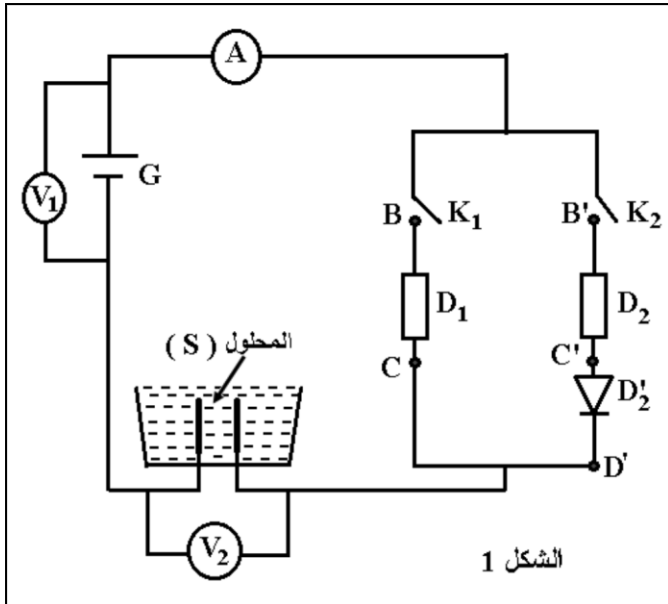 A
G
V₁
B K₁
B' K₂
D₁
D₂
المحلول ( S )
C
C'
D'₂
D'
V₂
الشكل 1